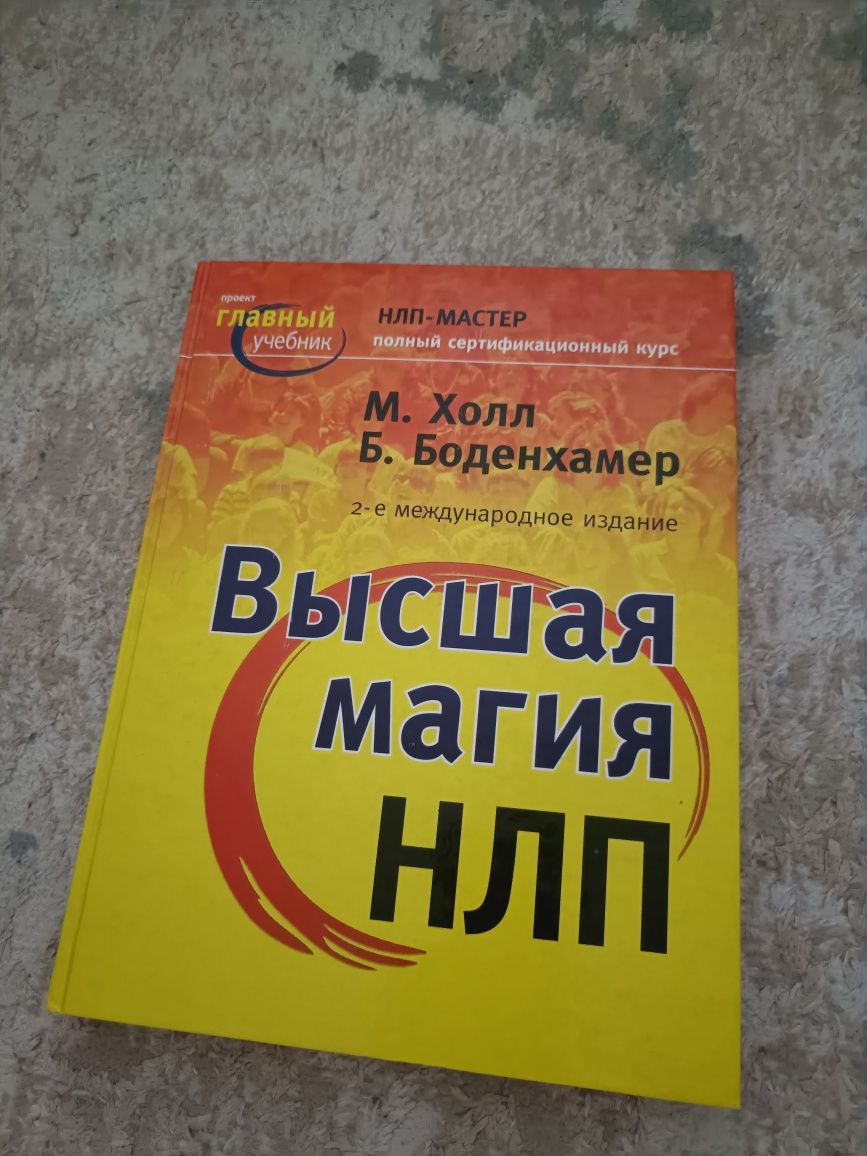 проект
главный
учебник
НЛП-МАСТЕР
полный сертификационный курс
М. Холл
Б. Боденхамер
2-е международное издание
Высшая
магия
НЛП